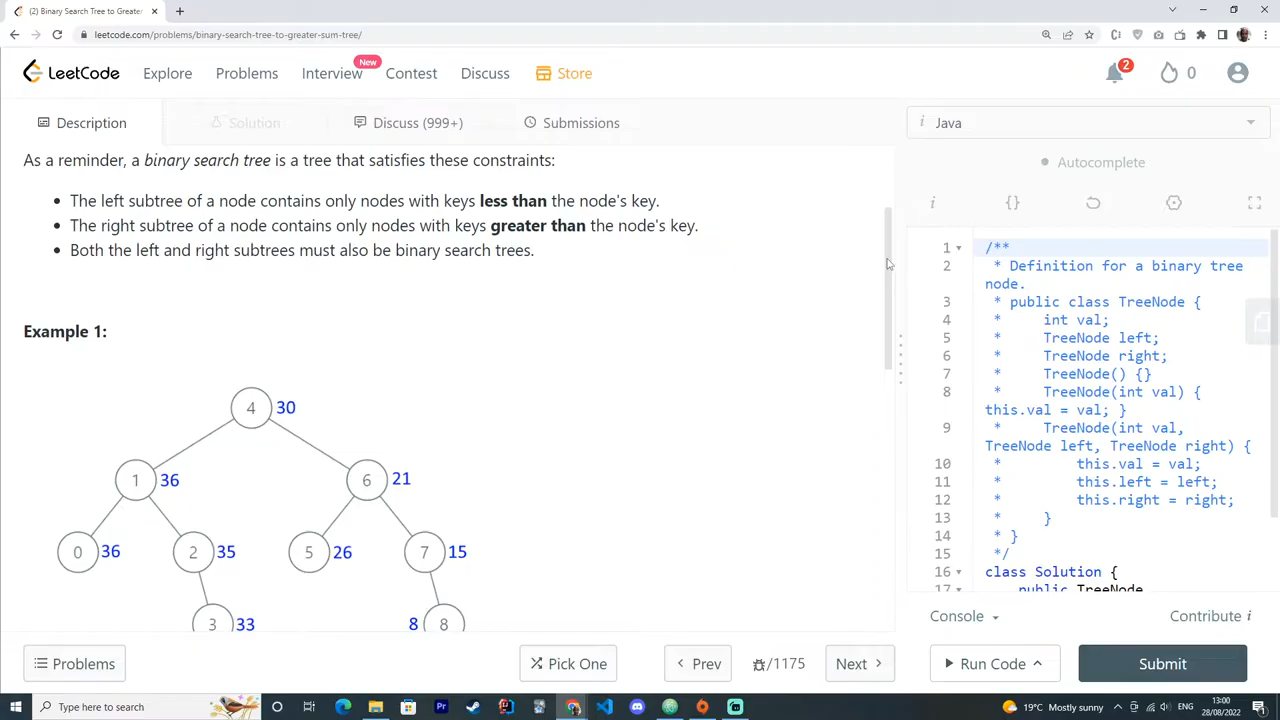 (2) Binary Search Tree to Greater
leetcode.com/problems/binary-search-tree-to-greater-sum-tree/
LeetCode
Explore
Problems
Interview
New
Contest
Discuss
Store
2
0
Description
Solution
Discuss (999+)
Submissions
As a reminder, a binary search tree is a tree that satisfies these constraints:
• The left subtree of a node contains only nodes with keys less than the node's key.
• The right subtree of a node contains only nodes with keys greater than the node's key.
• Both the left and right subtrees must also be binary search trees.
Example 1:
4 30
1 36
6 21
0 36
2 35
5 26
7 15
3 33
8 8
Problems
Pick One
Prev
/1175
Next
i Java
Autocomplete
i {}
1 /**
2 * Definition for a binary tree
node.
3 * public class TreeNode {
4 * int val;
5 * TreeNode left;
6 * TreeNode right;
7 * TreeNode() {}
8 * TreeNode(int val) {
this.val = val; }
9 * TreeNode(int val,
TreeNode left, TreeNode right) {
10 * this.val = val;
11 * this.left = left;
12 * this.right = right;
13 * }
14 * }
15 */
16 class Solution {
17 public TreeNode
Console
Contribute i
Run Code
Submit
Type here to search
19°C Mostly sunny
ENG
13:00
28/08/2022